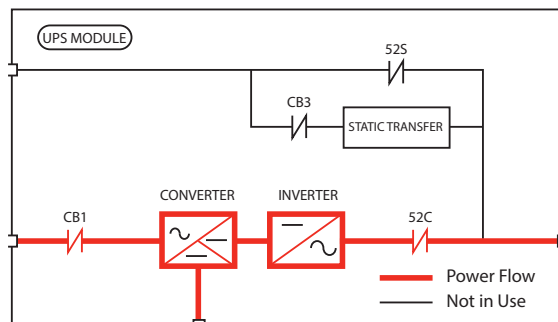 UPS MODULE
52S
CB3
STATIC TRANSFER
CONVERTER
INVERTER
CB1
52C
Power Flow
Not in Use